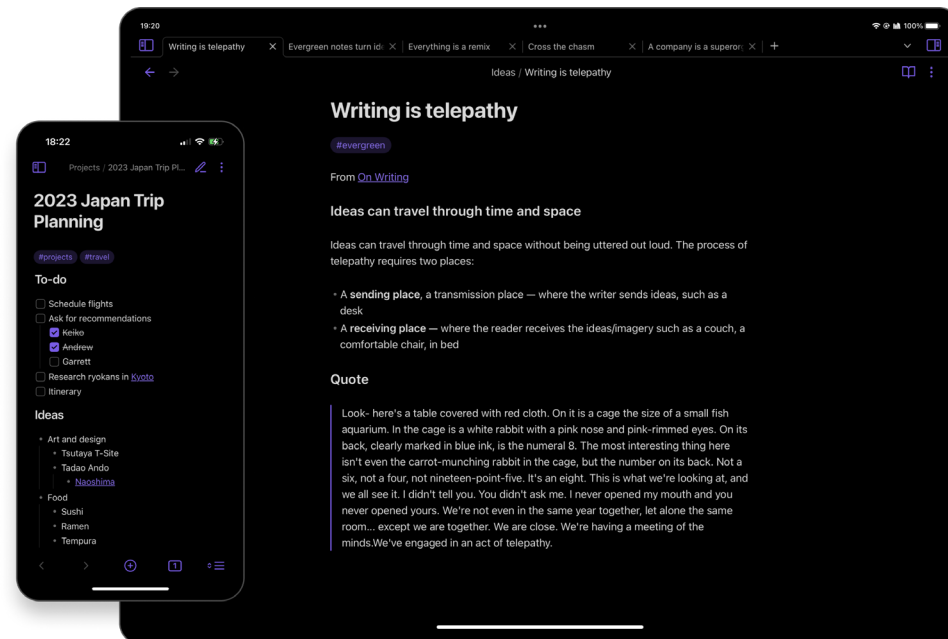 19:20
100%
Writing is telepathy
Evergreen notes turn id
Everything is a remix
Cross the chasm
A company is a superor
Ideas / Writing is telepathy
Writing is telepathy
#evergreen
From On Writing
Ideas can travel through time and space
Ideas can travel through time and space without being uttered out loud. The process of
telepathy requires two places:
• A sending place, a transmission place — where the writer sends ideas, such as a
desk
• A receiving place — where the reader receives the ideas/imagery such as a couch, a
comfortable chair, in bed
Quote
Look- here's a table covered with red cloth. On it is a cage the size of a small fish
aquarium. In the cage is a white rabbit with a pink nose and pink-rimmed eyes. On its
back, clearly marked in blue ink, is the numeral 8. The most interesting thing here
isn't even the carrot-munching rabbit in the cage, but the number on its back. Not a
six, not a four, not nineteen-point-five. It's an eight. This is what we're looking at, and
we all see it. I didn't tell you. You didn't ask me. I never opened my mouth and you
never opened yours. We're not even in the same year together, let alone the same
room... except we are together. We are close. We're having a meeting of the
minds.We've engaged in an act of telepathy.
18:22
Projects / 2023 Japan Trip Pl...
2023 Japan Trip
Planning
#projects #travel
To-do
Schedule flights
Ask for recommendations
Keiko
Andrew
Garrett
Research ryokans in Kyoto
Itinerary
Ideas
• Art and design
• Tsutaya T-Site
• Tadao Ando
• Naoshima
• Food
• Sushi
• Ramen
• Tempura
1